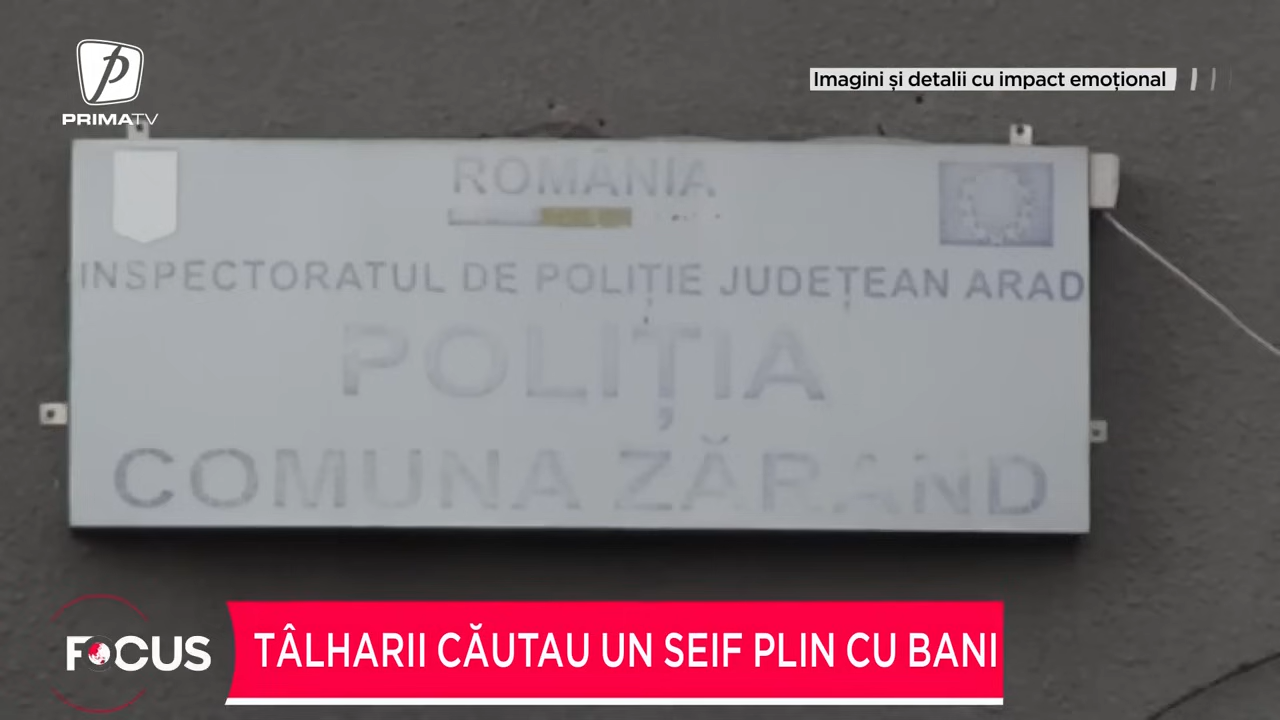 PRIMATV
Imagini și detalii cu impact emoțional
ROMÂNIA
INSPECTORATUL DE POLIȚIE JUDEȚEAN ARAD
POLIȚIA
COMUNA ZĂRAND
FOCUS
TÂLHARII CĂUTAU UN SEIF PLIN CU BANI